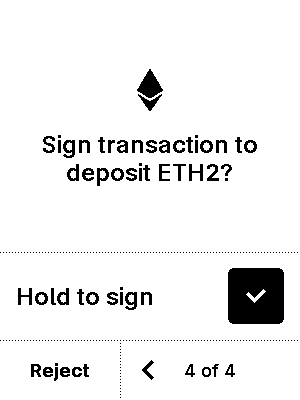 Sign transaction to
deposit ETH2?
Hold to sign
Reject
4 of 4